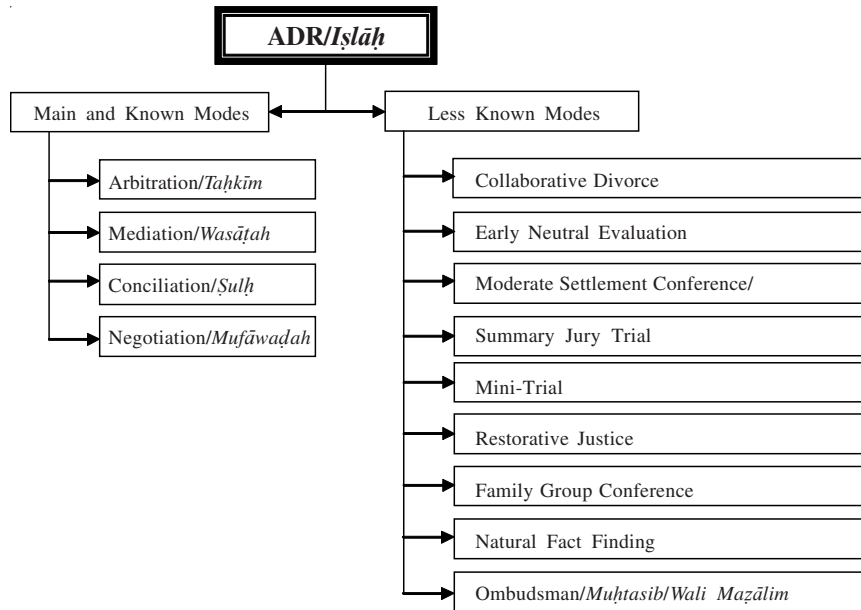 ADR/Iṣlāḥ
Main and Known Modes
Arbitration/Taḥkīm
Mediation/Wasāṭah
Conciliation/Ṣulḥ
Negotiation/Mufāwaḍah
Less Known Modes
Collaborative Divorce
Early Neutral Evaluation
Moderate Settlement Conference/
Summary Jury Trial
Mini-Trial
Restorative Justice
Family Group Conference
Natural Fact Finding
Ombudsman/Muḥtasib/Wali Maẓālim